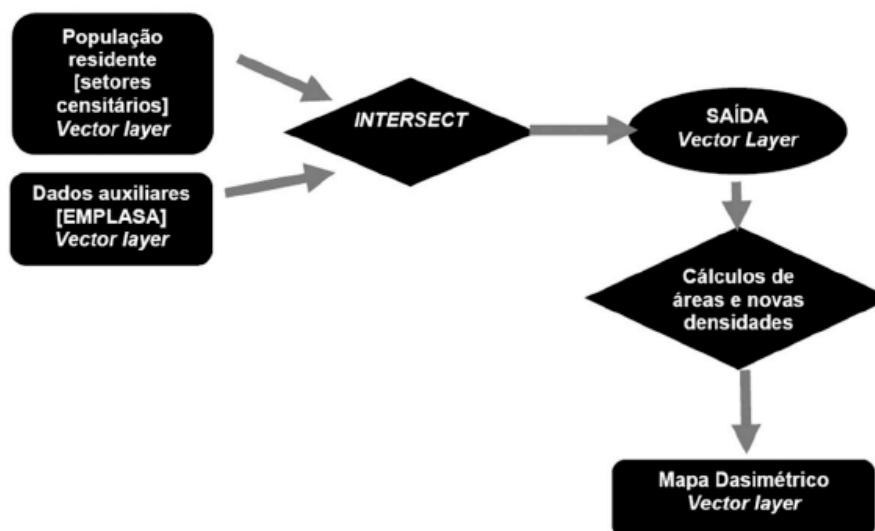 População
residente
[setores
censitários]
Vector layer
Dados auxiliares
[EMPLASA]
Vector layer
INTERSECT
SAÍDA
Vector Layer
Cálculos de
áreas e novas
densidades
Mapa Dasimétrico
Vector layer